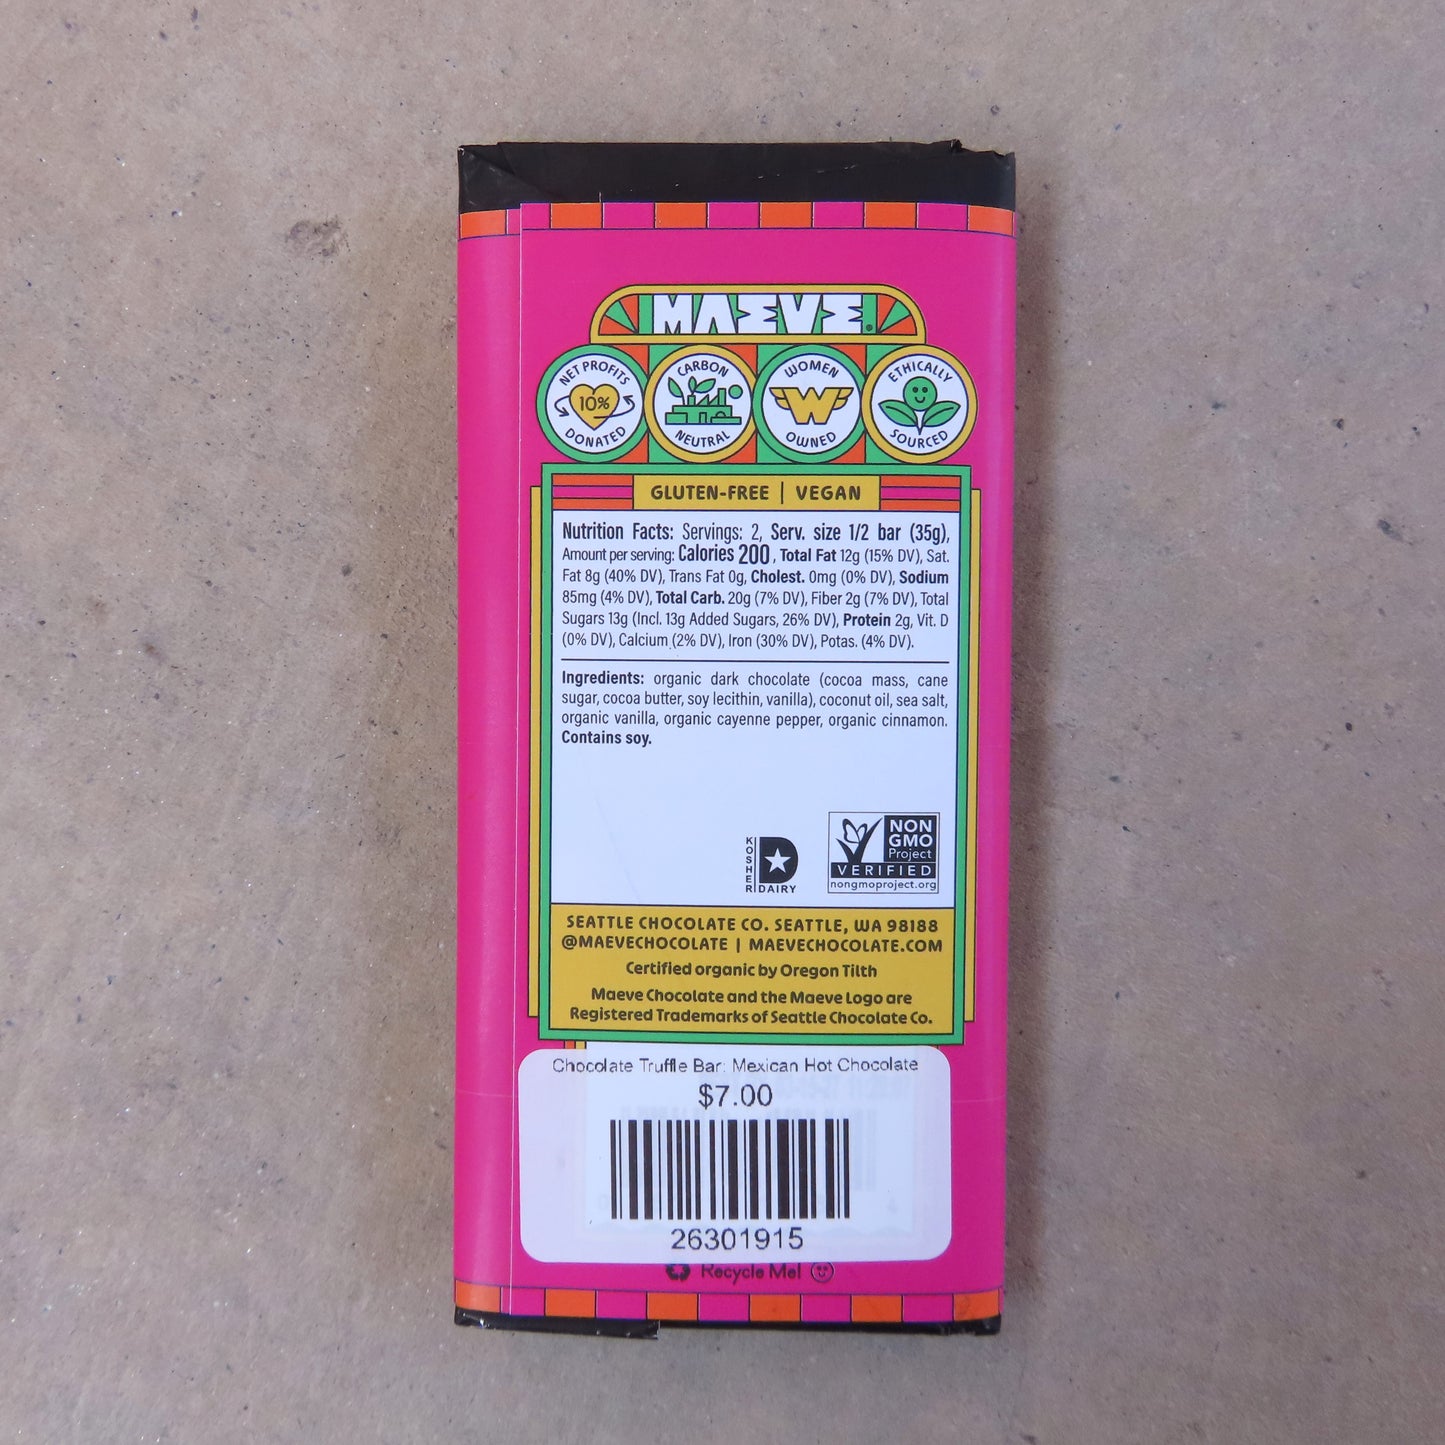 MAEVE®
NET PROFITS
10%
DONATED
CARBON
NEUTRAL
WOMEN
W
OWNED
ETHICALLY
SOURCED
GLUTEN-FREE | VEGAN
Nutrition Facts: Servings: 2, Serv. size 1/2 bar (35g),
Amount per serving: Calories 200, Total Fat 12g (15% DV), Sat.
Fat 8g (40% DV), Trans Fat 0g, Cholest. 0mg (0% DV), Sodium
85mg (4% DV), Total Carb. 20g (7% DV), Fiber 2g (7% DV), Total
Sugars 13g (Incl. 13g Added Sugars, 26% DV), Protein 2g, Vit. D
(0% DV), Calcium (2% DV), Iron (30% DV), Potas. (4% DV).
Ingredients: organic dark chocolate (cocoa mass, cane
sugar, cocoa butter, soy lecithin, vanilla), coconut oil, sea salt,
organic vanilla, organic cayenne pepper, organic cinnamon.
Contains soy.
KOSHER
D
DAIRY
NON
GMO
Project
VERIFIED
nongmoproject.org
SEATTLE CHOCOLATE CO. SEATTLE, WA 98188
@MAEVECHOCOLATE | MAEVECHOCOLATE.COM
Certified organic by Oregon Tilth
Maeve Chocolate and the Maeve Logo are
Registered Trademarks of Seattle Chocolate Co.
Chocolate Truffle Bar: Mexican Hot Chocolate
$7.00
26301915
Recycle Me!